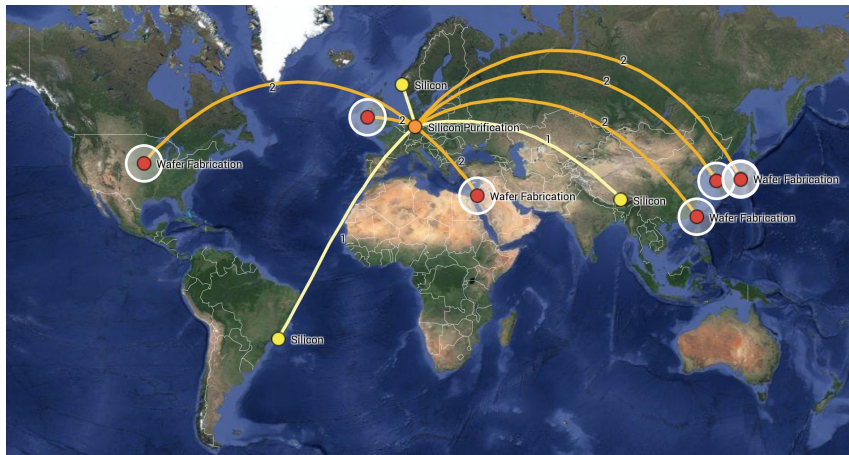 2
2
2
Silicon
2
2
Silicon Purification
1
2
Wafer Fabrication
Wafer Fabrication
Wafer Fabrication
Silicon
Wafer Fabrication
1
Silicon